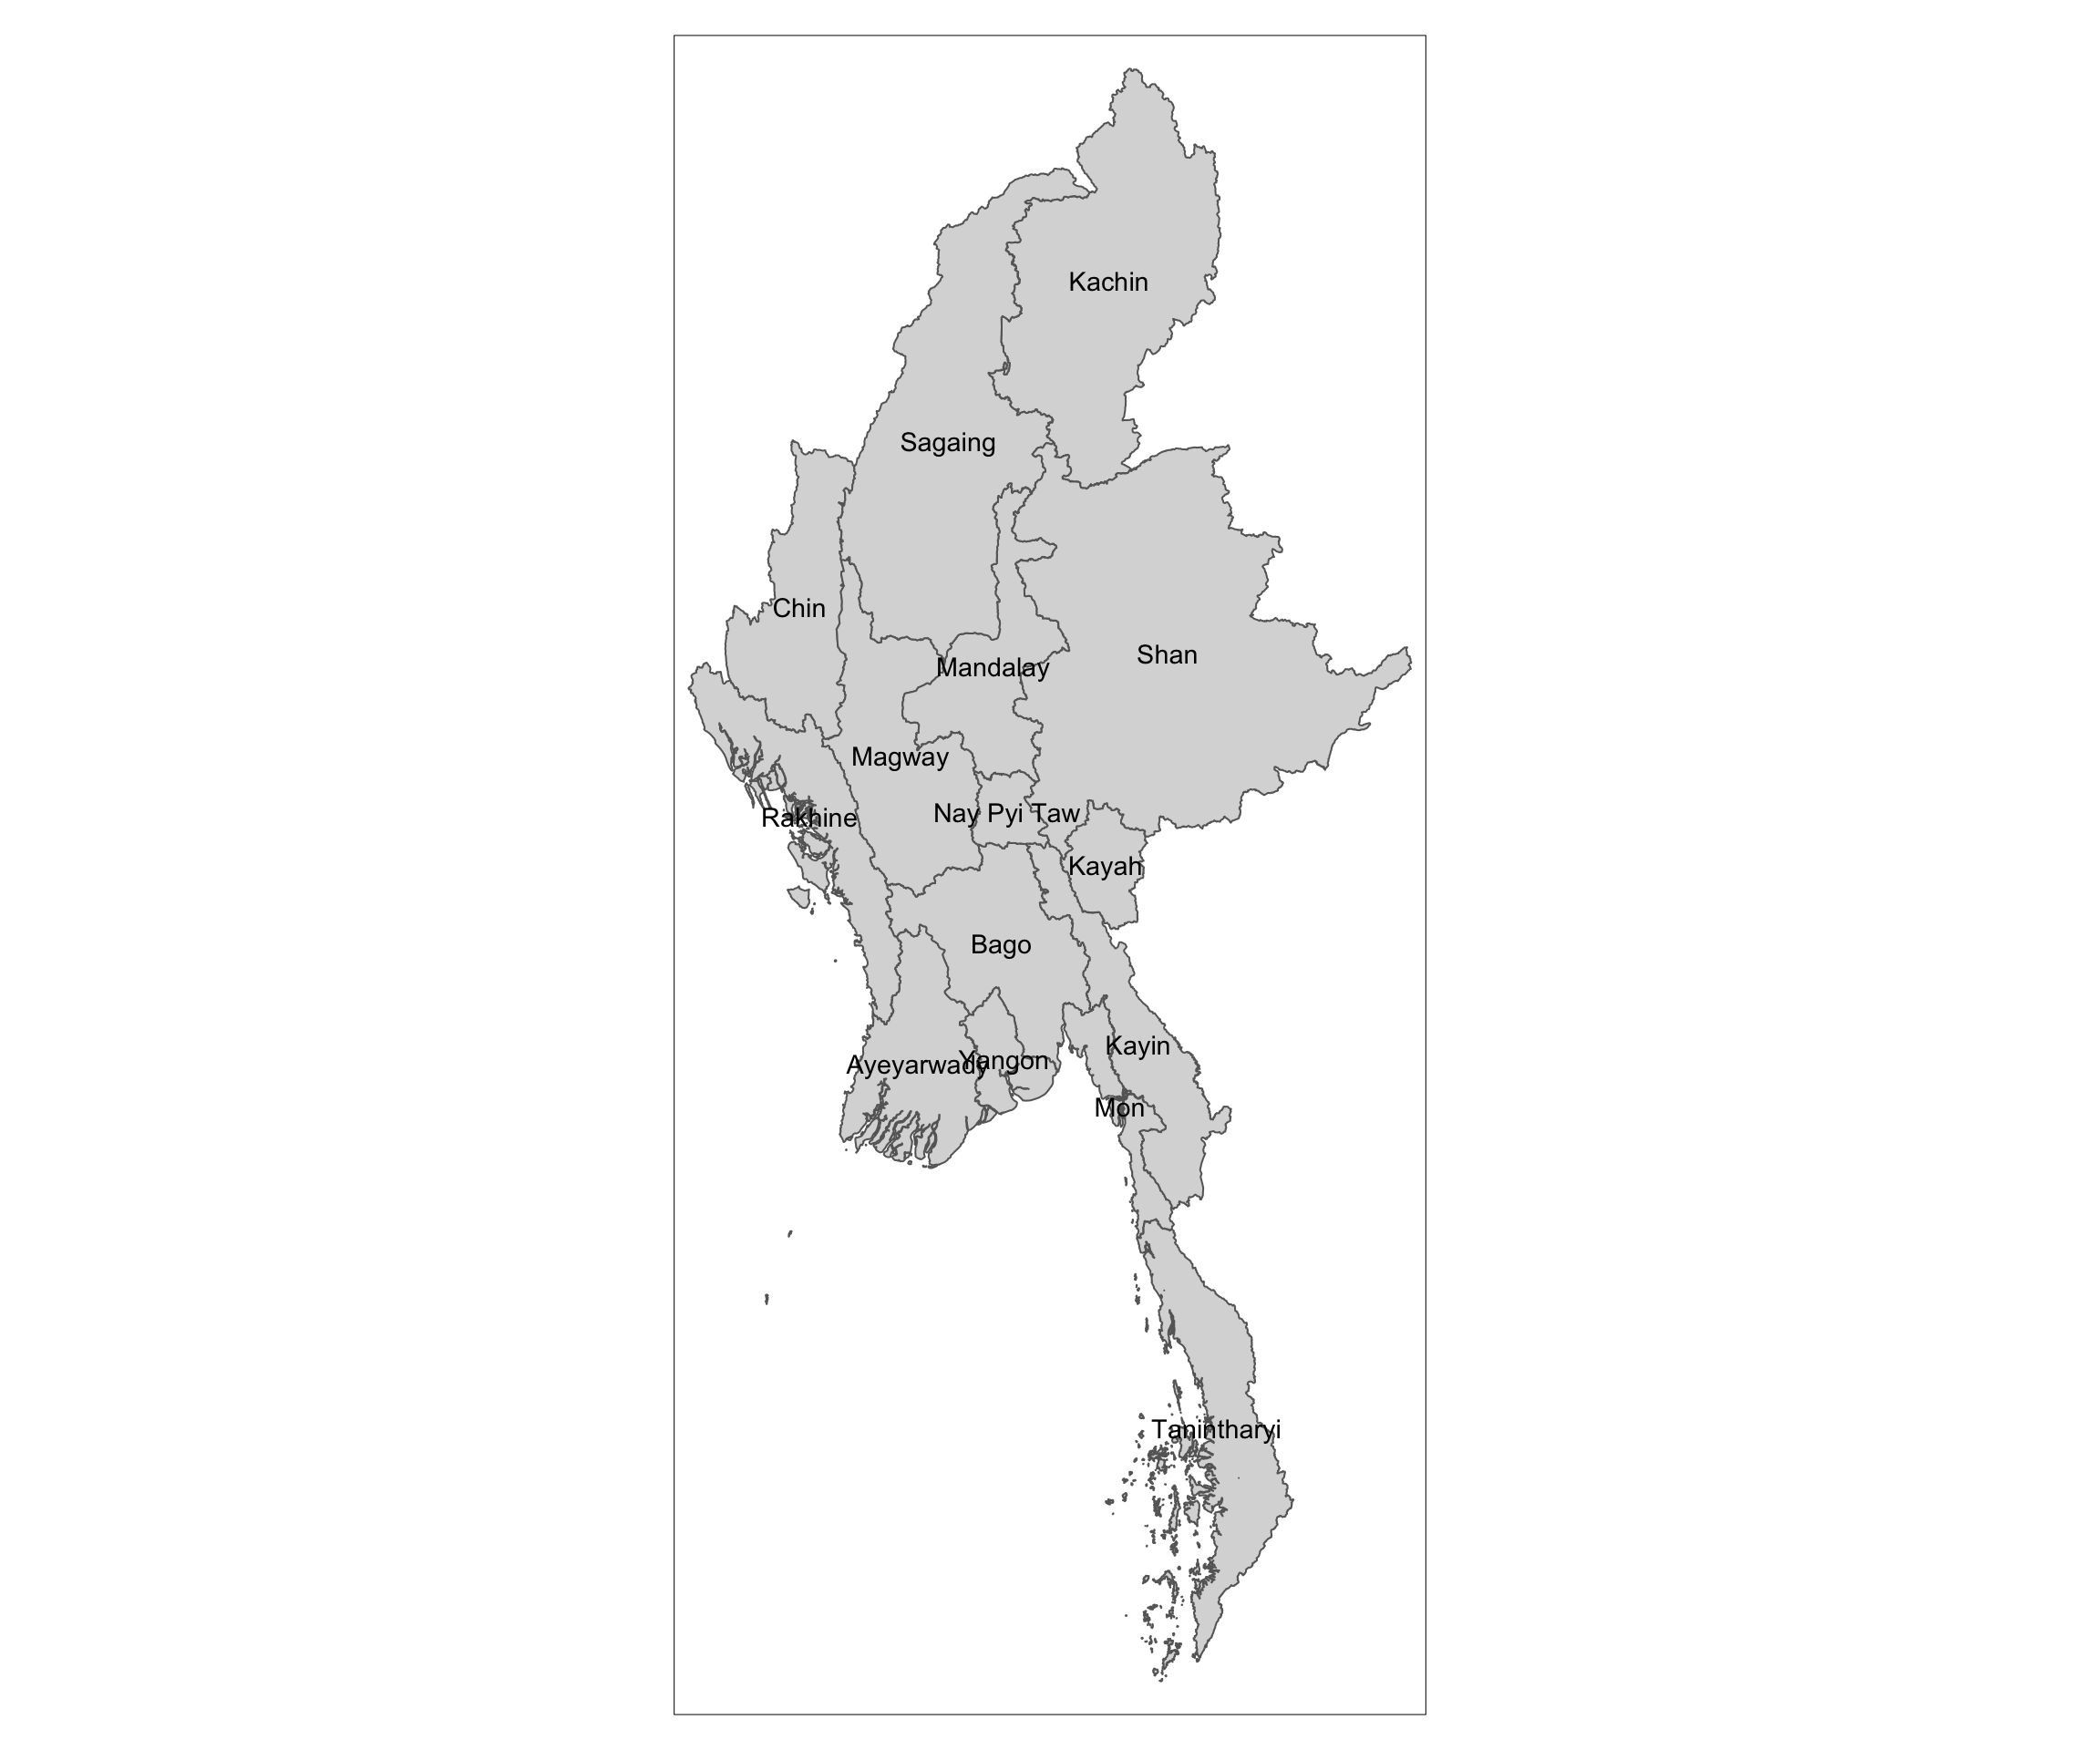 Kachin
Sagaing
Chin
Shan
Mandalay
Magway
Nay Pyi Taw
Rakhine
Kayah
Bago
Kayin
Yangon
Ayeyarwady
Mon
Tanintharyi